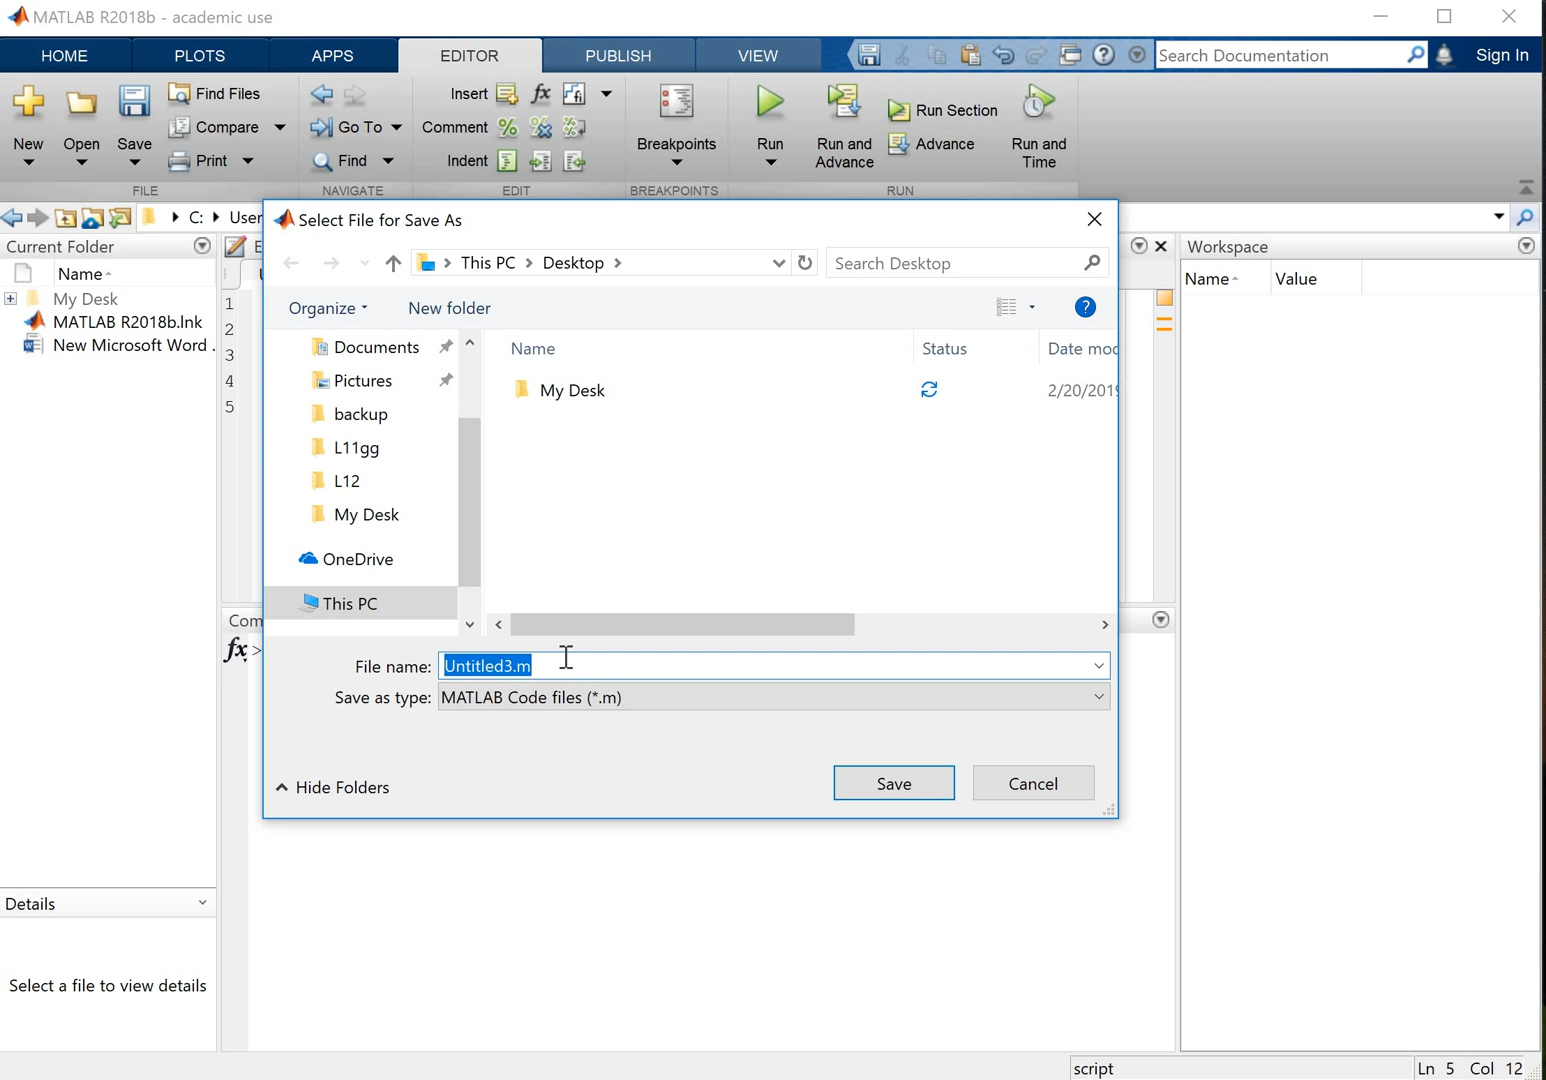 MATLAB R2018b - academic use
HOME PLOTS APPS EDITOR PUBLISH VIEW Search Documentation Sign In
New Open Save Find Files Compare Print
FILE
Go To Find
NAVIGATE
Insert fx
Comment
Indent
EDIT
Breakpoints
BREAKPOINTS
Run Run and Advance Run Section Advance Run and Time
RUN
C: User
Current Folder
Name
My Desk
MATLAB R2018b.lnk
New Microsoft Word .
Details
Select a file to view details
E
1
2
3
4
5
Com
fx >
Select File for Save As
This PC > Desktop > Search Desktop
Organize New folder
Documents
Pictures
backup
L11gg
L12
My Desk
OneDrive
This PC
Name Status Date mod
My Desk 2/20/2019
File name: Untitled3.m
Save as type: MATLAB Code files (*.m)
Hide Folders Save Cancel
Workspace
Name Value
script Ln 5 Col 12